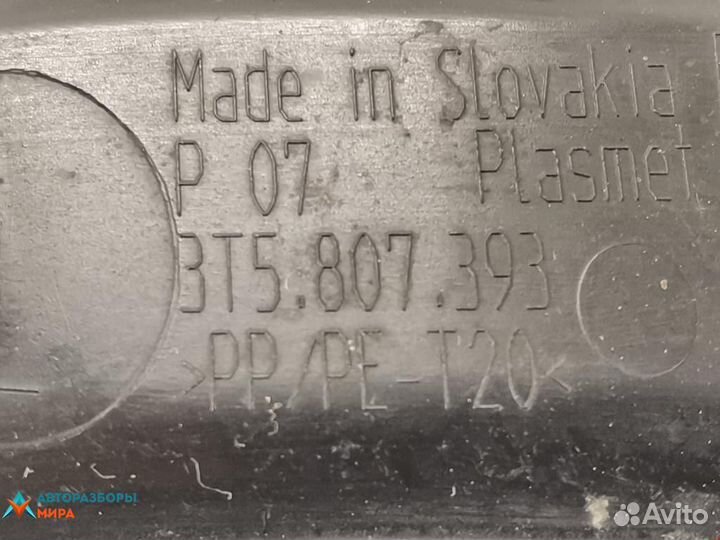 Made in Slovakia
P 07 Plasmet
3T5.807.393
>PP/PE-T20<
АВТОРАЗБОРЫ
МИРА
Avito